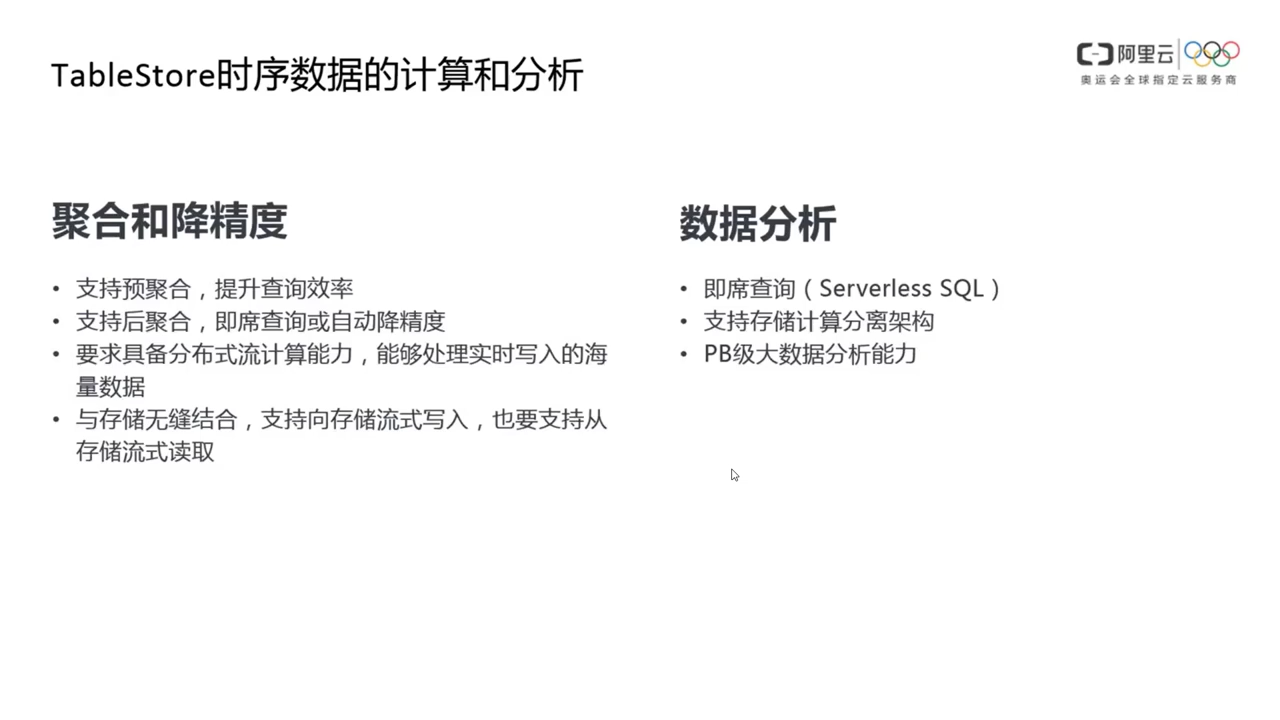 TableStore时序数据的计算和分析
阿里云
奥运会全球指定云服务商
聚合和降精度
• 支持预聚合，提升查询效率
• 支持后聚合，即席查询或自动降精度
• 要求具备分布式流计算能力，能够处理实时写入的海
量数据
• 与存储无缝结合，支持向存储流式写入，也要支持从
存储流式读取
数据分析
• 即席查询（Serverless SQL）
• 支持存储计算分离架构
• PB级大数据分析能力